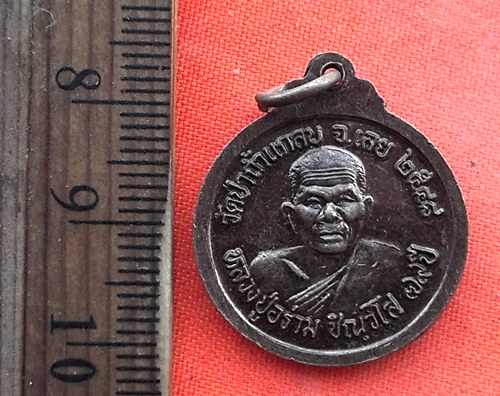 8
9
10
วัดป่าถ้ำแกลบ จ.เลย ๒๕๔๙
หลวงปู่อร่าม ชินวํโส ๗๙ปี